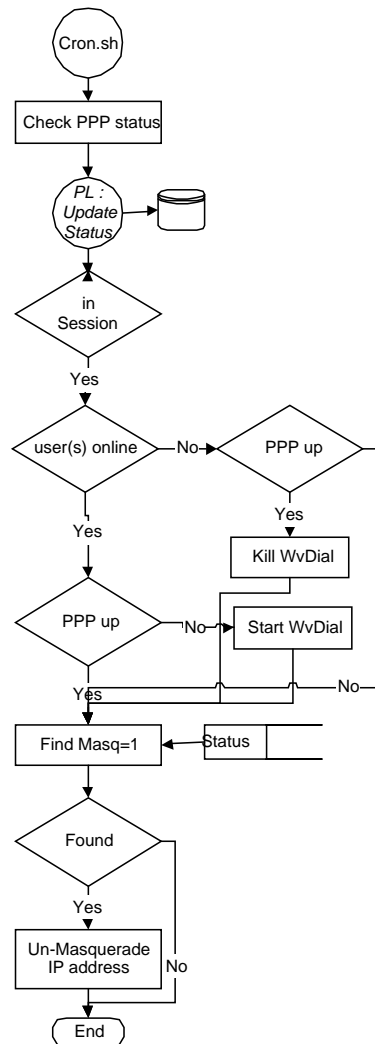 Cron.sh
Check PPP status
PL :
Update
Status
in
Session
Yes
user(s) online
No
PPP up
Yes
Yes
Kill WvDial
PPP up
No
Start WvDial
Yes
No
Find Masq=1
Status
Found
Yes
Un-Masquerade
IP address
No
End